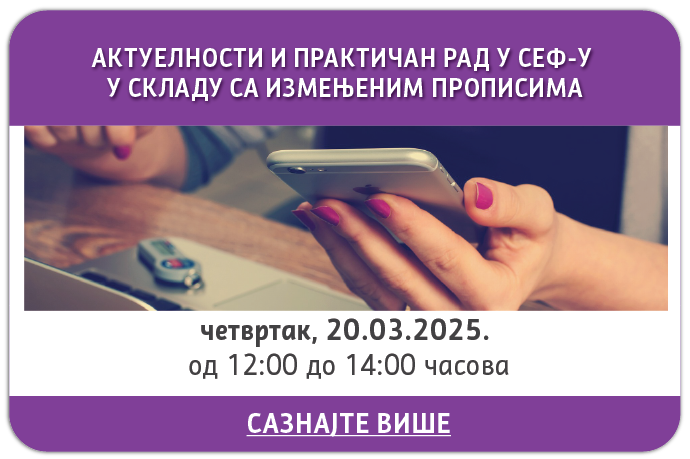 АКТУЕЛНОСТИ И ПРАКТИЧАН РАД У СЕФ-У
У СКЛАДУ СА ИЗМЕЊЕНИМ ПРОПИСИМА
четвртак, 20.03.2025.
од 12:00 до 14:00 часова
САЗНАЈТЕ ВИШЕ